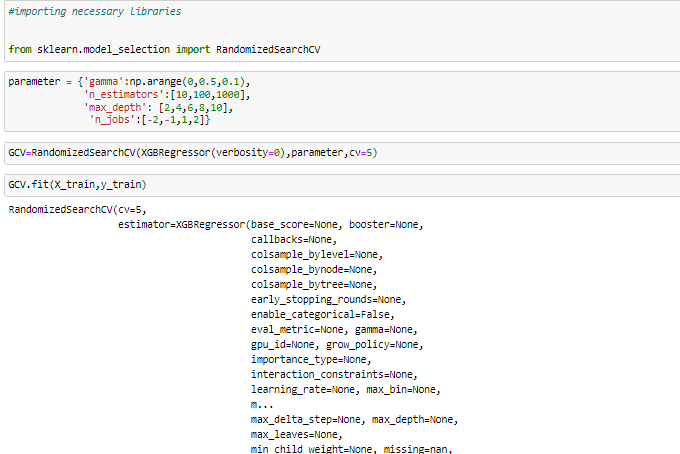 #importing necessary libraries
from sklearn.model_selection import RandomizedSearchCV
parameter = {'gamma':np.arange(0,0.5,0.1),
'n_estimators':[10,100,1000],
'max_depth': [2,4,6,8,10],
'n_jobs':[-2,-1,1,2]}
GCV=RandomizedSearchCV(XGBRegressor(verbosity=0),parameter,cv=5)
GCV.fit(X_train,y_train)
RandomizedSearchCV(cv=5,
estimator=XGBRegressor(base_score=None, booster=None,
callbacks=None,
colsample_bylevel=None,
colsample_bynode=None,
colsample_bytree=None,
early_stopping_rounds=None,
enable_categorical=False,
eval_metric=None, gamma=None,
gpu_id=None, grow_policy=None,
importance_type=None,
interaction_constraints=None,
learning_rate=None, max_bin=None,
m...
max_delta_step=None, max_depth=None,
max_leaves=None,
min_child_weight=None, missing=nan,